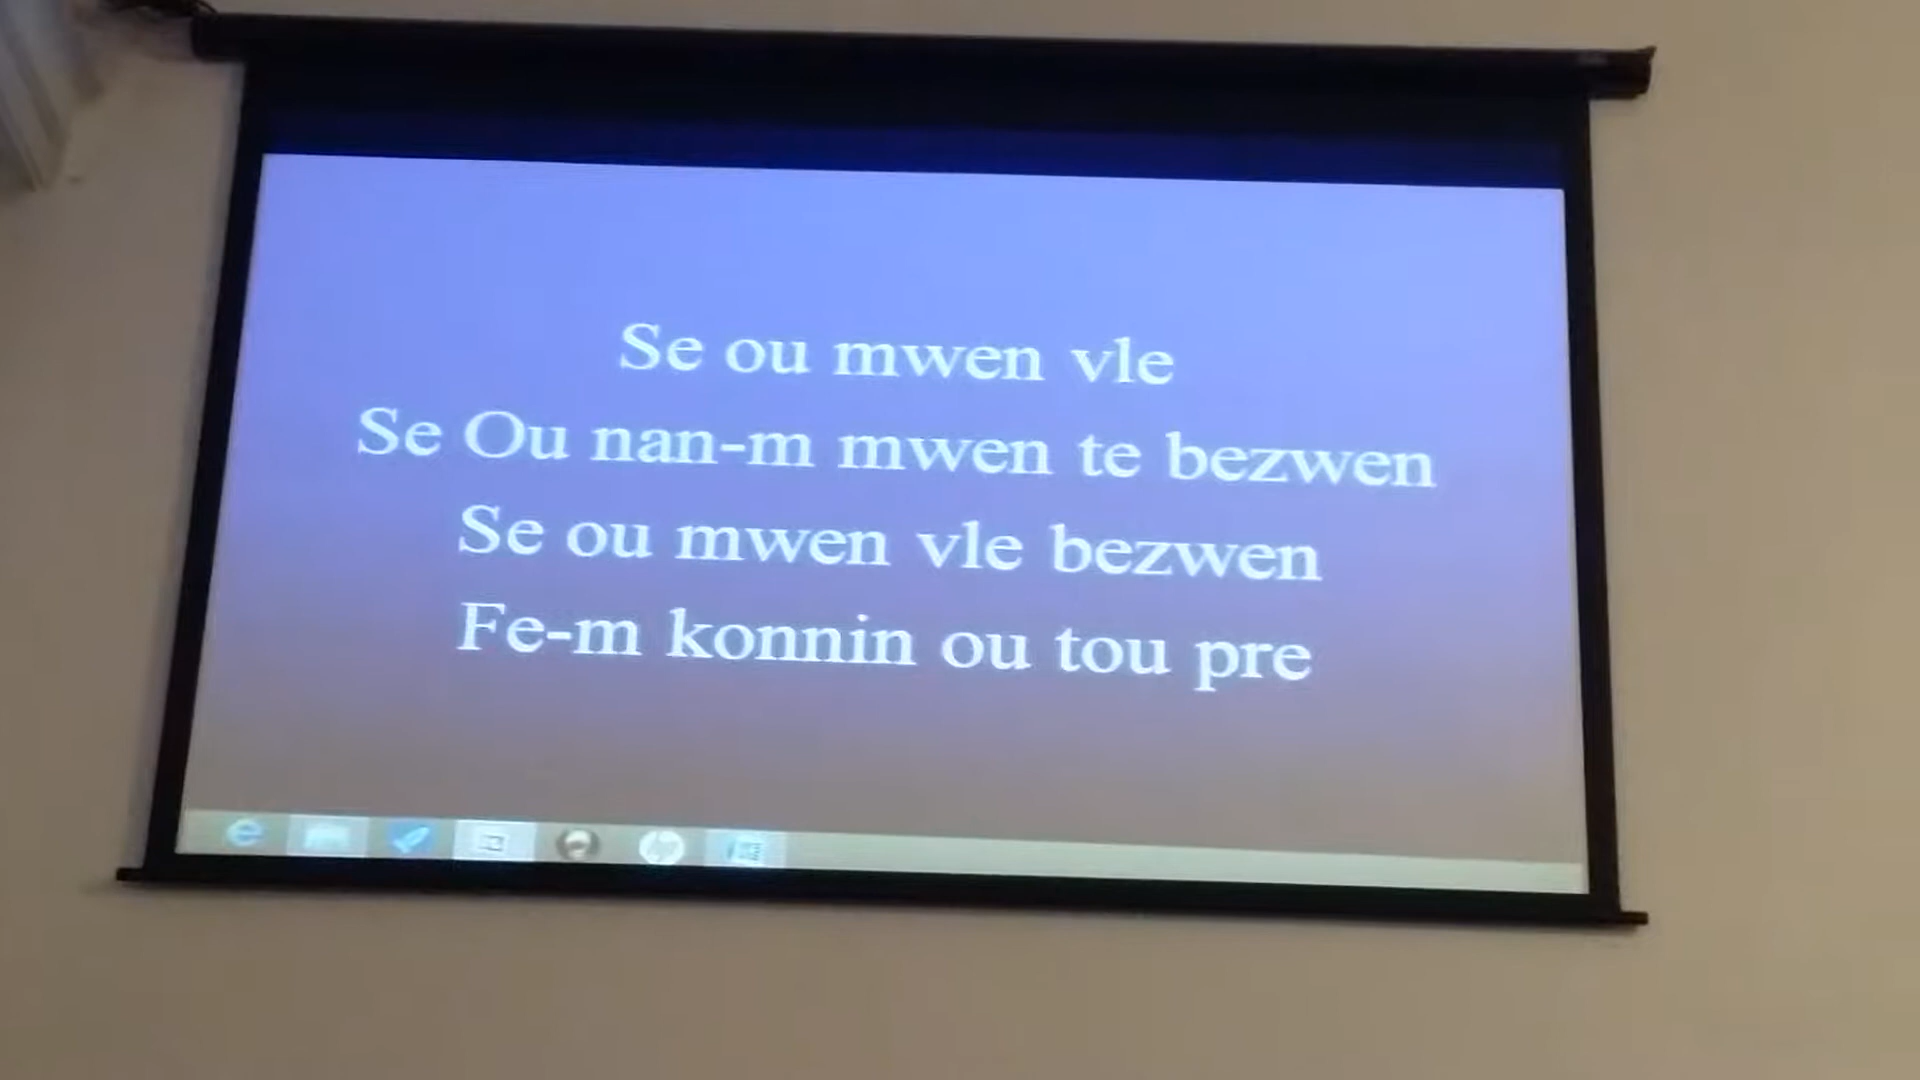 Se ou mwen vle
Se Ou nan-m mwen te bezwen
Se ou mwen vle bezwen
Fe-m konnin ou tou pre